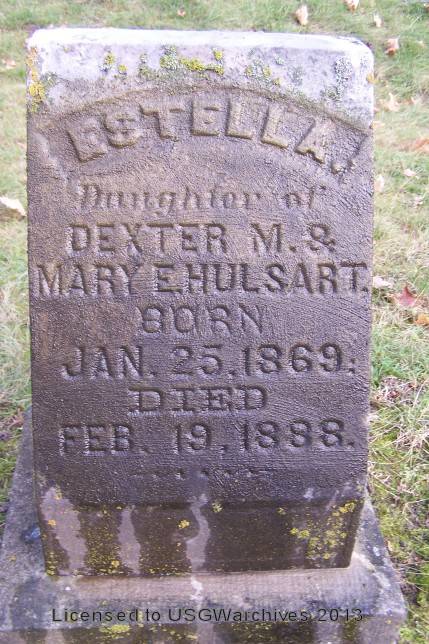 ESTELLA.
Daughter of
DEXTER M. &
MARY E. HULSART.
BORN
JAN. 25, 1869;
DIED
FEB. 19, 1888.
Licensed to USGWarchives 2013